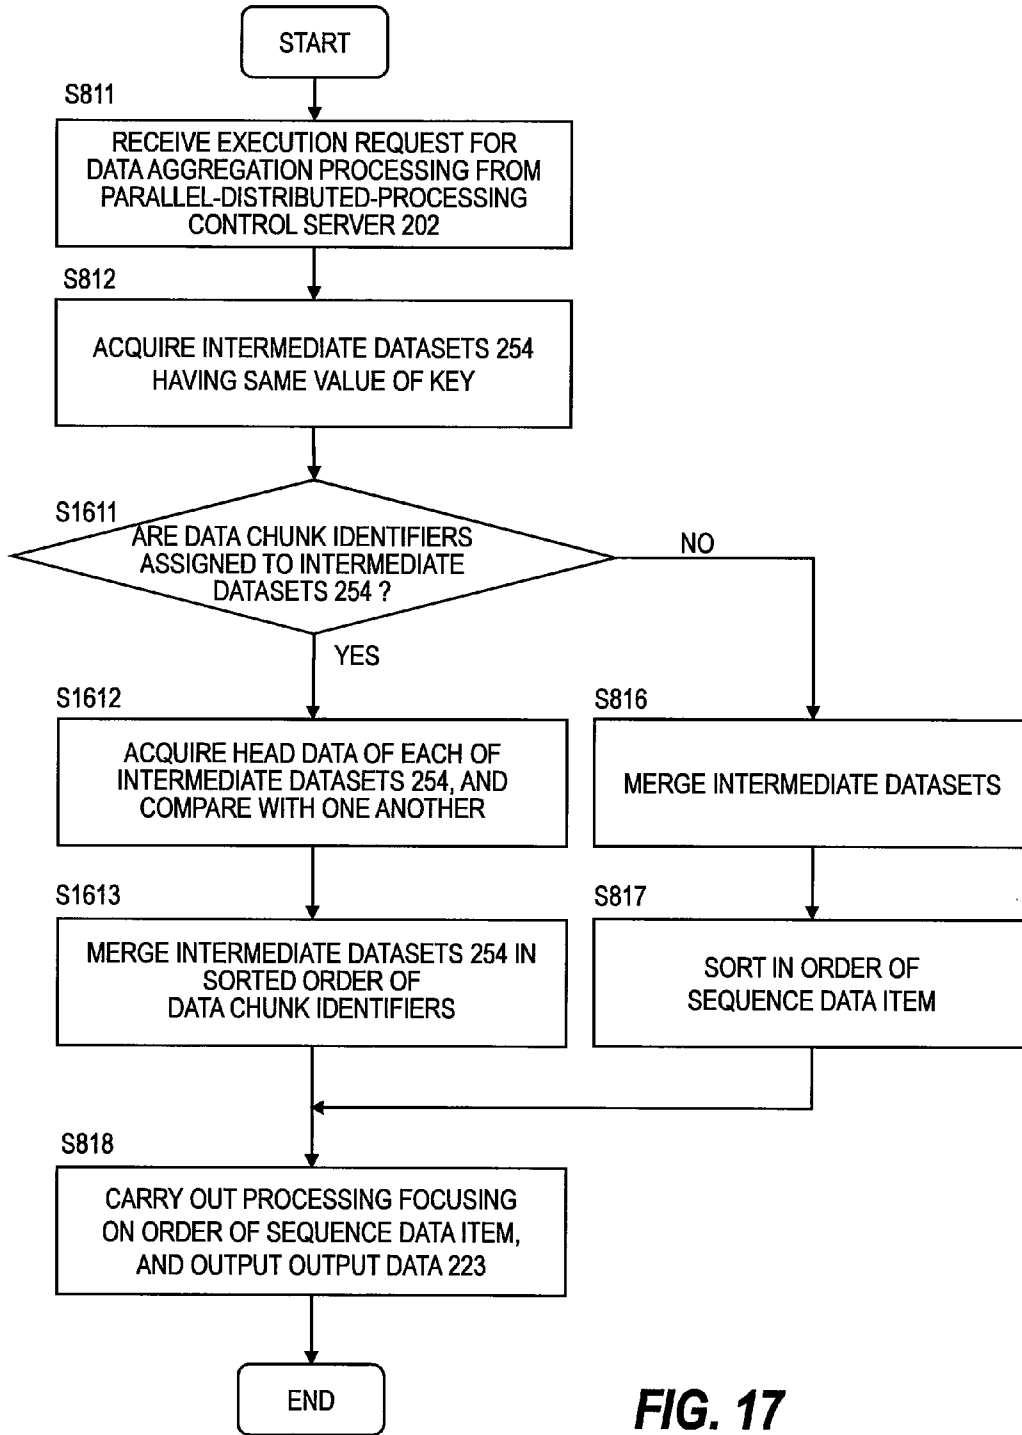 START
S811
RECEIVE EXECUTION REQUEST FOR
DATA AGGREGATION PROCESSING FROM
PARALLEL-DISTRIBUTED-PROCESSING
CONTROL SERVER 202
S812
ACQUIRE INTERMEDIATE DATASETS 254
HAVING SAME VALUE OF KEY
S1611
ARE DATA CHUNK IDENTIFIERS
ASSIGNED TO INTERMEDIATE
DATASETS 254 ?
NO
YES
S1612
ACQUIRE HEAD DATA OF EACH OF
INTERMEDIATE DATASETS 254, AND
COMPARE WITH ONE ANOTHER
S816
MERGE INTERMEDIATE DATASETS
S1613
MERGE INTERMEDIATE DATASETS 254 IN
SORTED ORDER OF
DATA CHUNK IDENTIFIERS
S817
SORT IN ORDER OF
SEQUENCE DATA ITEM
S818
CARRY OUT PROCESSING FOCUSING
ON ORDER OF SEQUENCE DATA ITEM,
AND OUTPUT OUTPUT DATA 223
END
FIG. 17